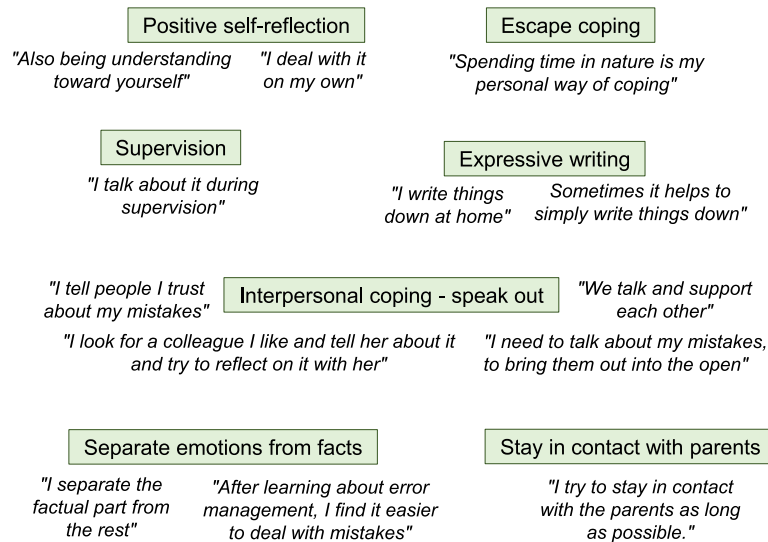 Positive self-reflection
Escape coping
"Also being understanding
toward yourself"
"I deal with it
on my own"
"Spending time in nature is my
personal way of coping"
Supervision
Expressive writing
"I talk about it during
supervision"
"I write things
down at home"
Sometimes it helps to
simply write things down"
"I tell people I trust
about my mistakes"
Interpersonal coping - speak out
"We talk and support
each other"
"I look for a colleague I like and tell her about it
and try to reflect on it with her"
"I need to talk about my mistakes,
to bring them out into the open"
Separate emotions from facts
Stay in contact with parents
"I separate the
factual part from
the rest"
"After learning about error
management, I find it easier
to deal with mistakes"
"I try to stay in contact
with the parents as long
as possible."